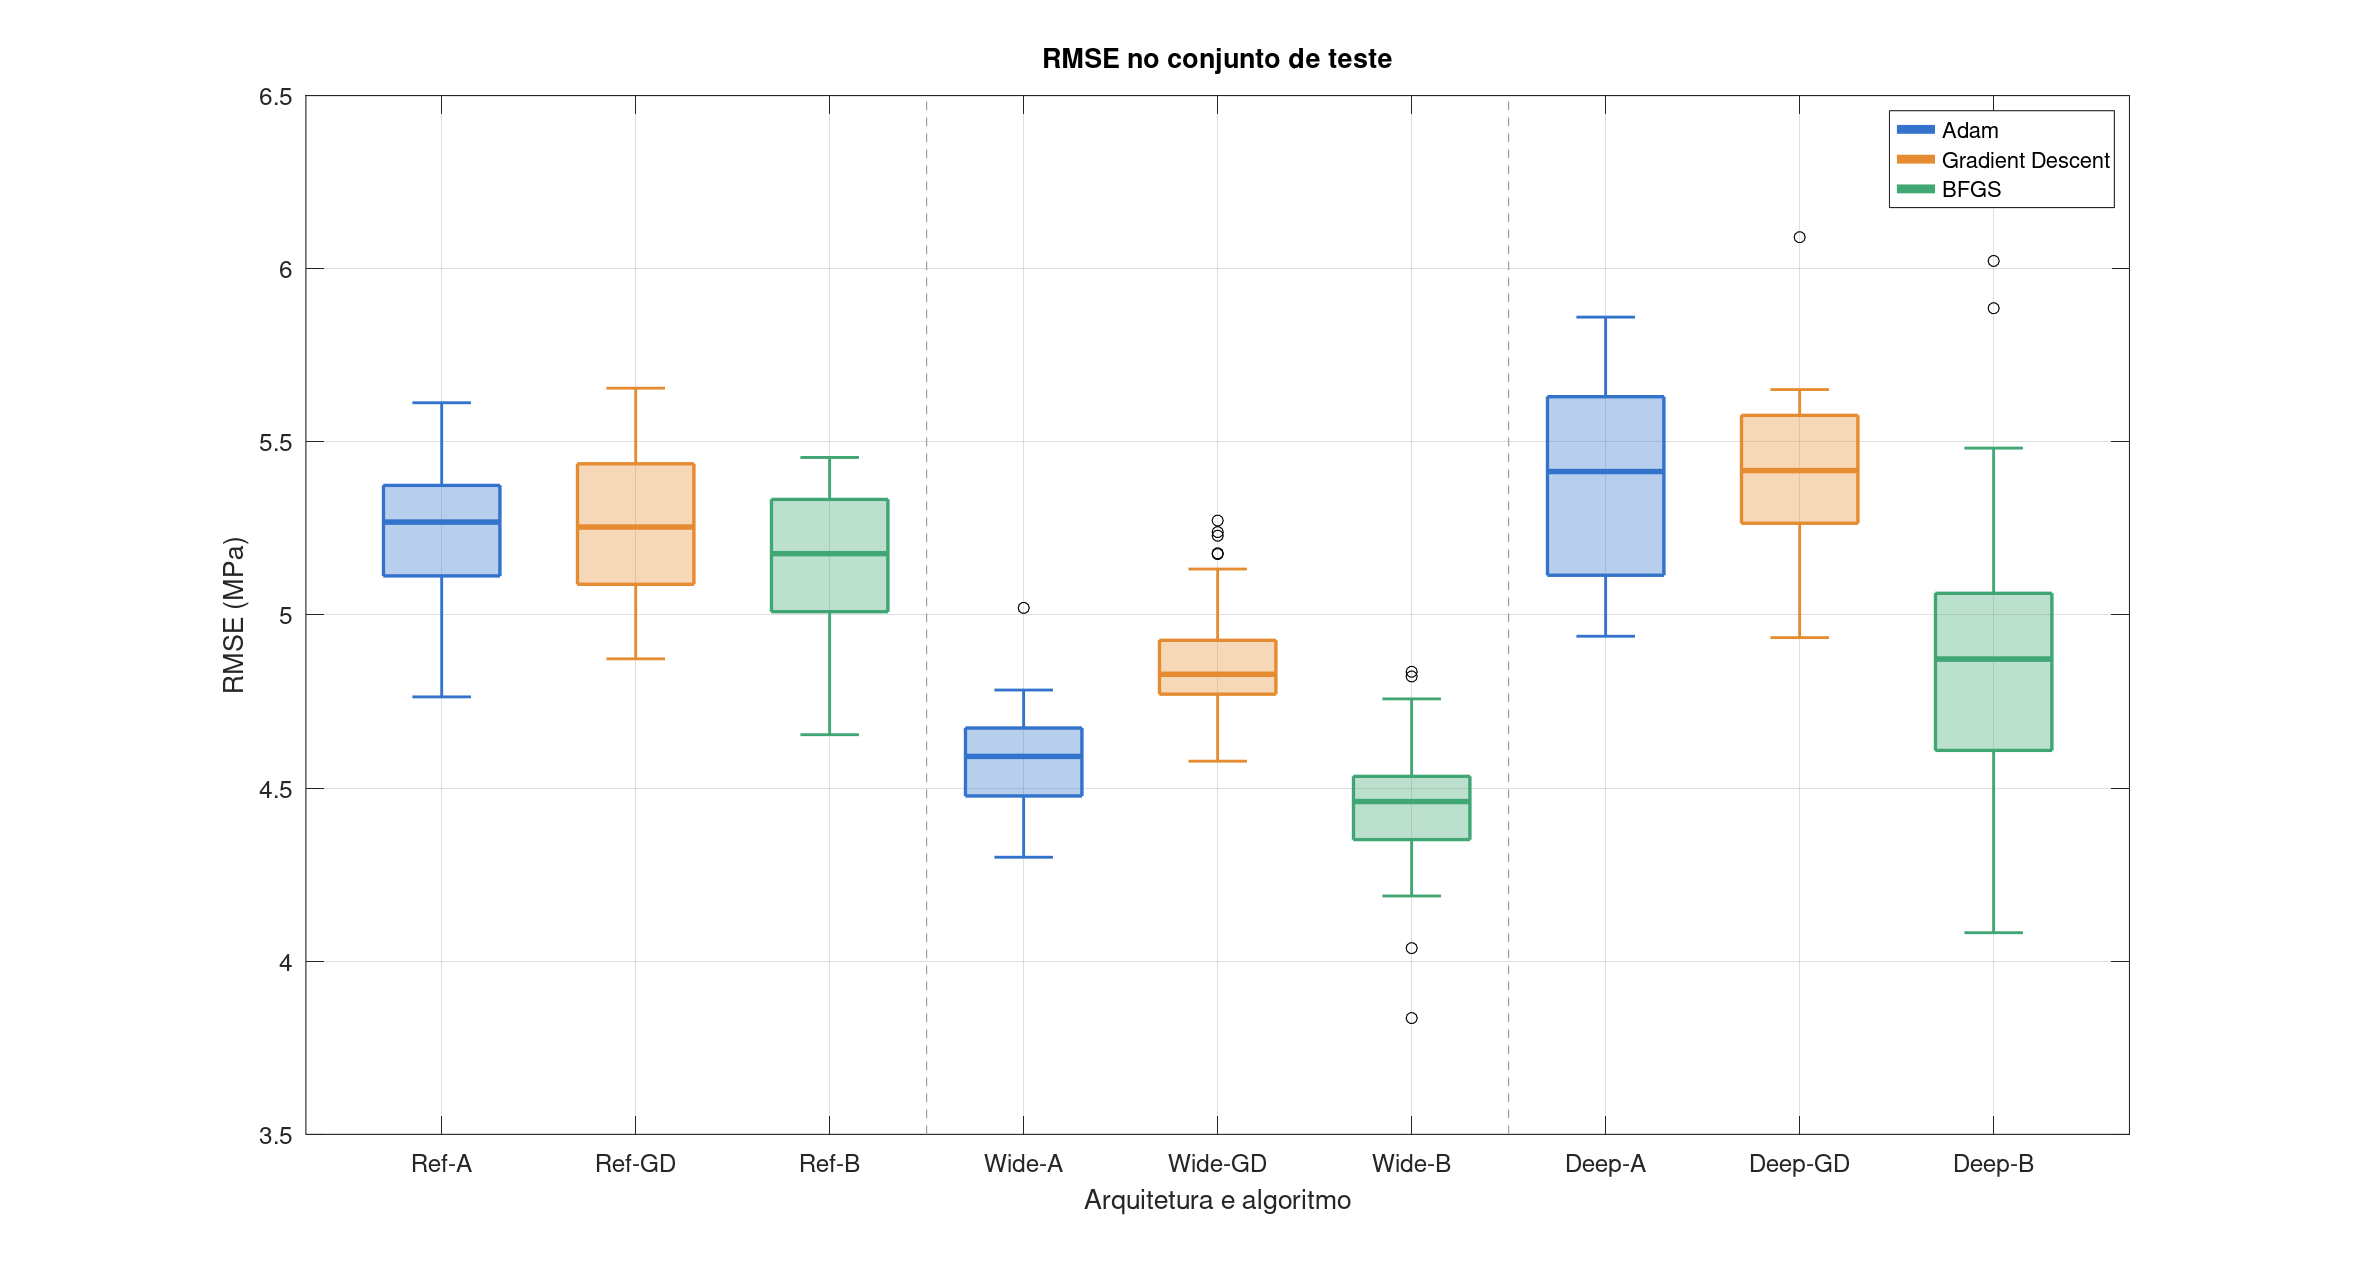 RMSE no conjunto de teste
6.5
6
5.5
5
4.5
4
3.5
RMSE (MPa)
Adam
Gradient Descent
BFGS
Ref-A Ref-GD Ref-B Wide-A Wide-GD Wide-B Deep-A Deep-GD Deep-B
Arquitetura e algoritmo